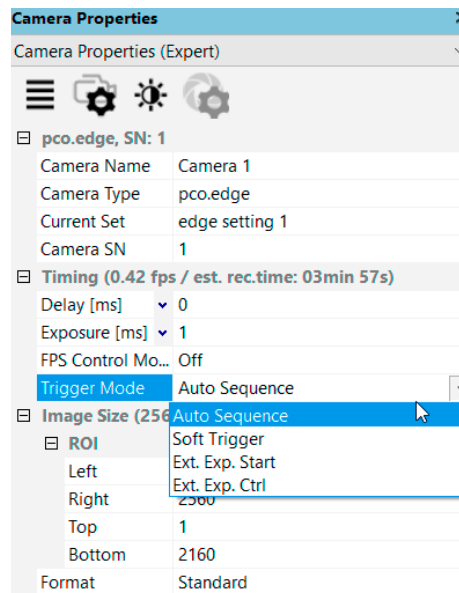 Camera Properties
Camera Properties (Expert)
pco.edge, SN: 1
Camera Name Camera 1
Camera Type pco.edge
Current Set edge setting 1
Camera SN 1
Timing (0.42 fps / est. rec.time: 03min 57s)
Delay [ms] 0
Exposure [ms] 1
FPS Control Mo... Off
Trigger Mode Auto Sequence
Image Size (256
Auto Sequence
ROI
Soft Trigger
Left
Ext. Exp. Start
Ext. Exp. Ctrl
Right 2560
Top 1
Bottom 2160
Format Standard